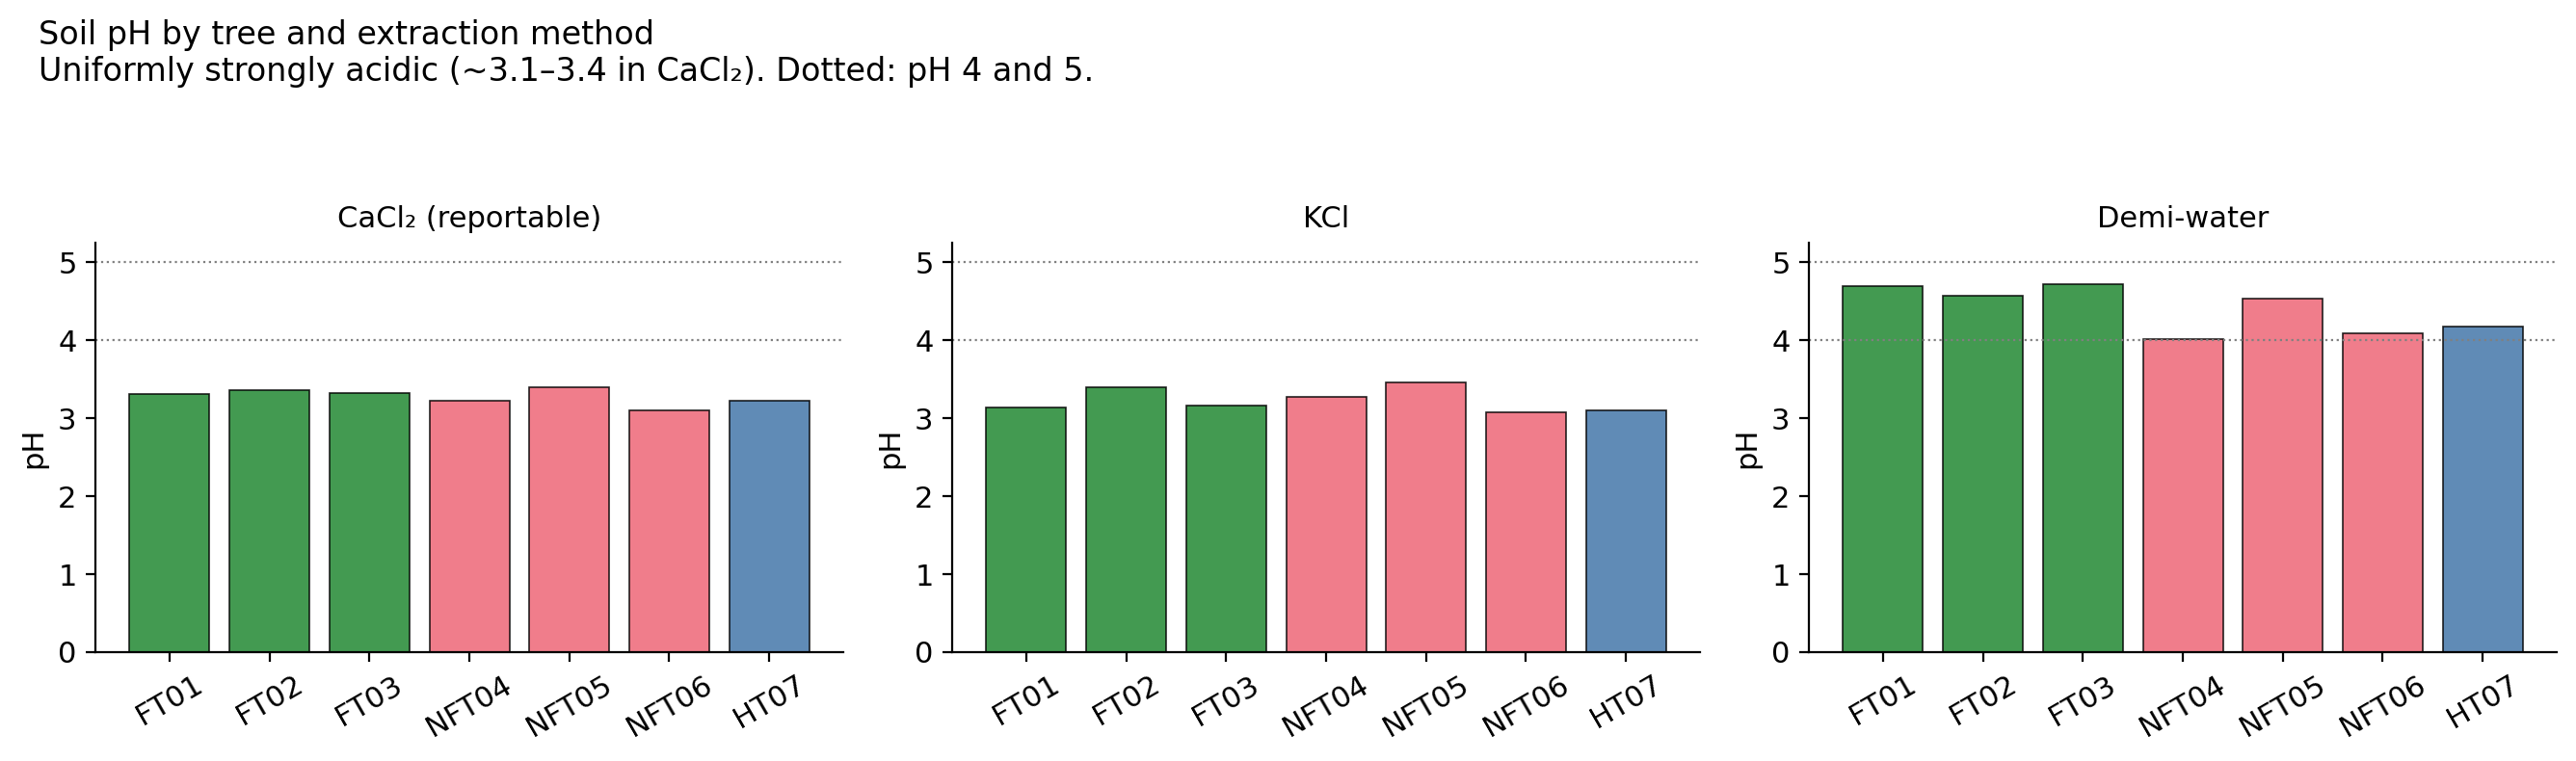 Soil pH by tree and extraction method
Uniformly strongly acidic (~3.1–3.4 in CaCl₂). Dotted: pH 4 and 5.
CaCl₂ (reportable)
pH
5
4
3
2
1
0
FT01 FT02 FT03 NFT04 NFT05 NFT06 HT07
KCl
pH
5
4
3
2
1
0
FT01 FT02 FT03 NFT04 NFT05 NFT06 HT07
Demi-water
pH
5
4
3
2
1
0
FT01 FT02 FT03 NFT04 NFT05 NFT06 HT07